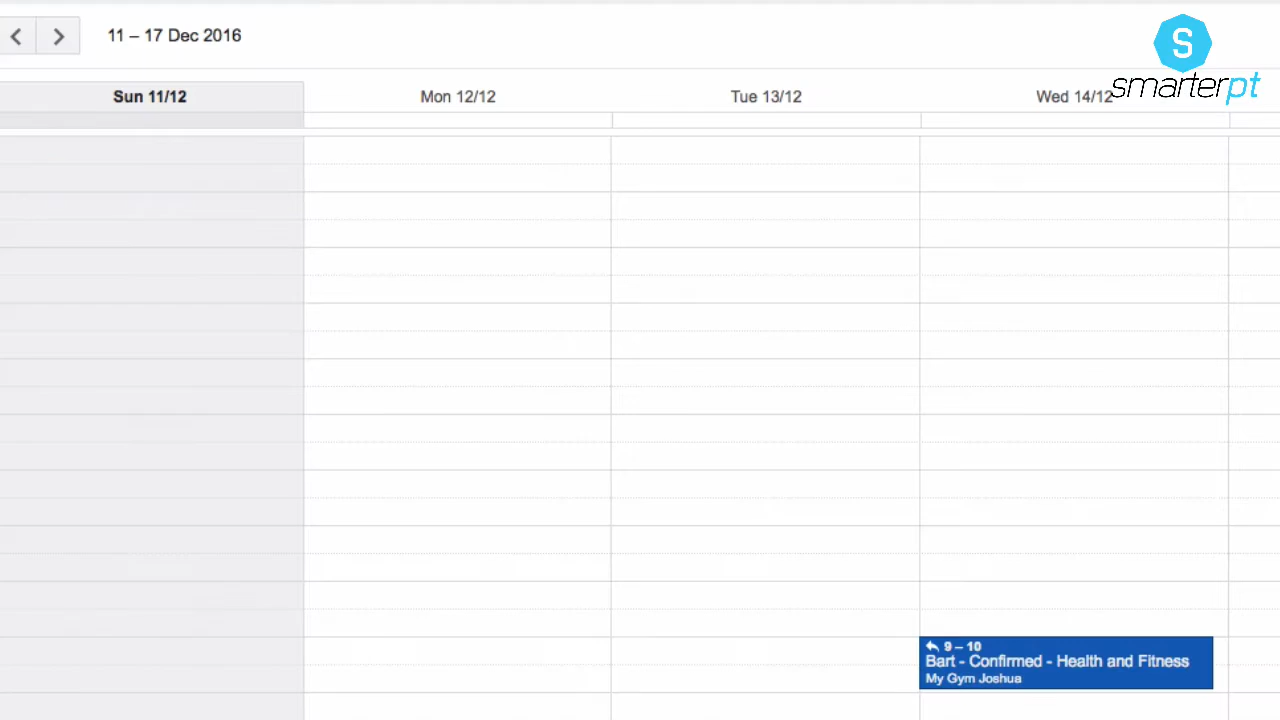 11 – 17 Dec 2016
S
smarterpt
Sun 11/12
Mon 12/12
Tue 13/12
Wed 14/12
9 – 10
Bart - Confirmed - Health and Fitness
My Gym Joshua